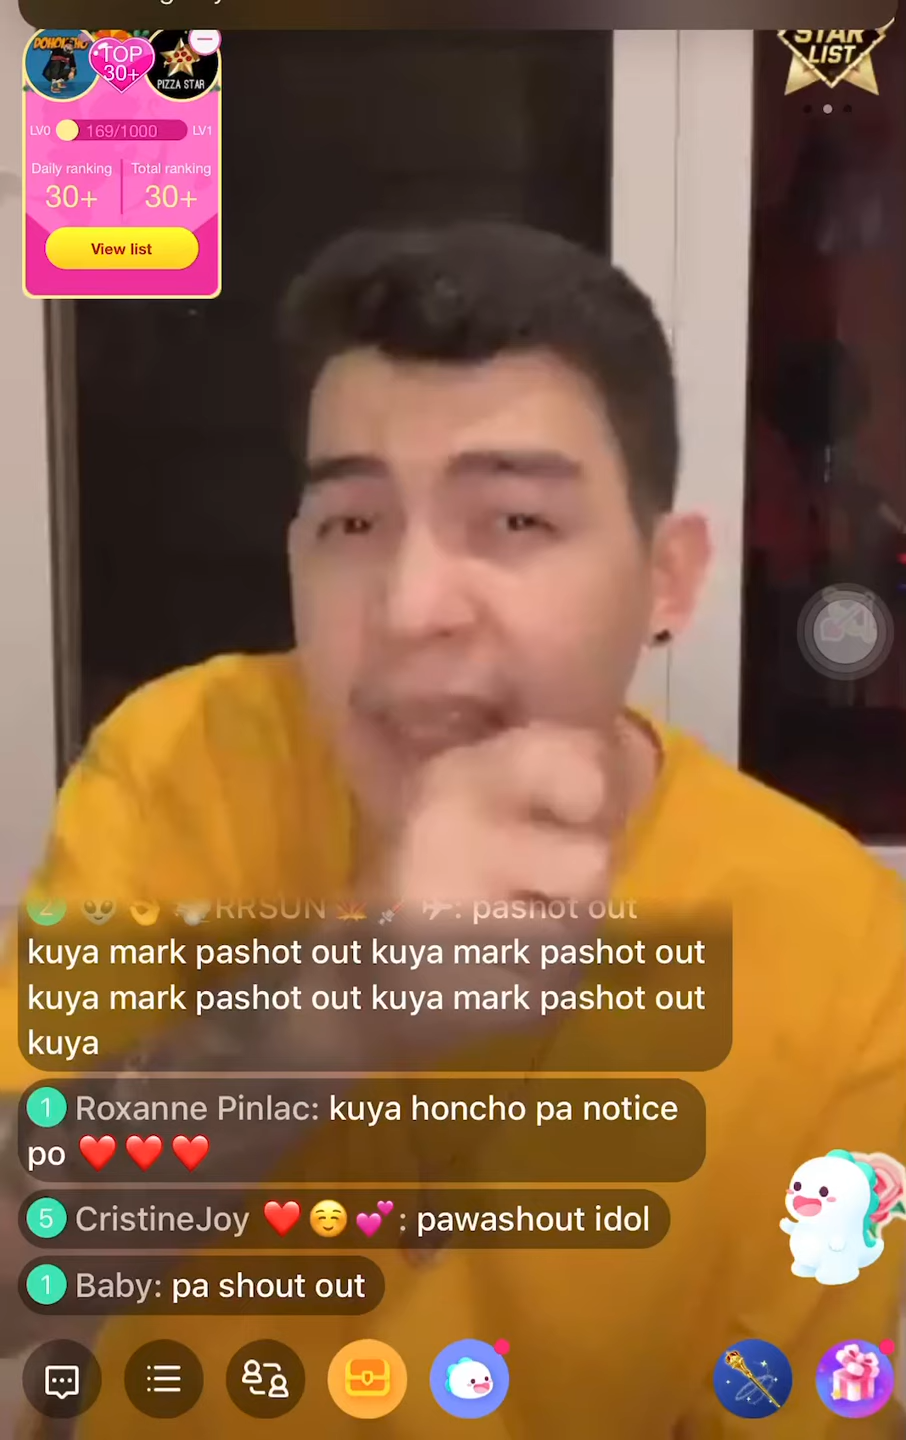 STAR
LIST
DOHONCHO
TOP
30+
PIZZA STAR
LV0 169/1000 LV1
Daily ranking Total ranking
30+ 30+
View list
2 👽 👌 RRSUN 🍁 : pashot out
kuya mark pashot out kuya mark pashot out
kuya mark pashot out kuya mark pashot out
kuya
1 Roxanne Pinlac: kuya honcho pa notice
po ❤️ ❤️ ❤️
5 CristineJoy ❤️ ☺️ 💕 : pawashout idol
1 Baby: pa shout out